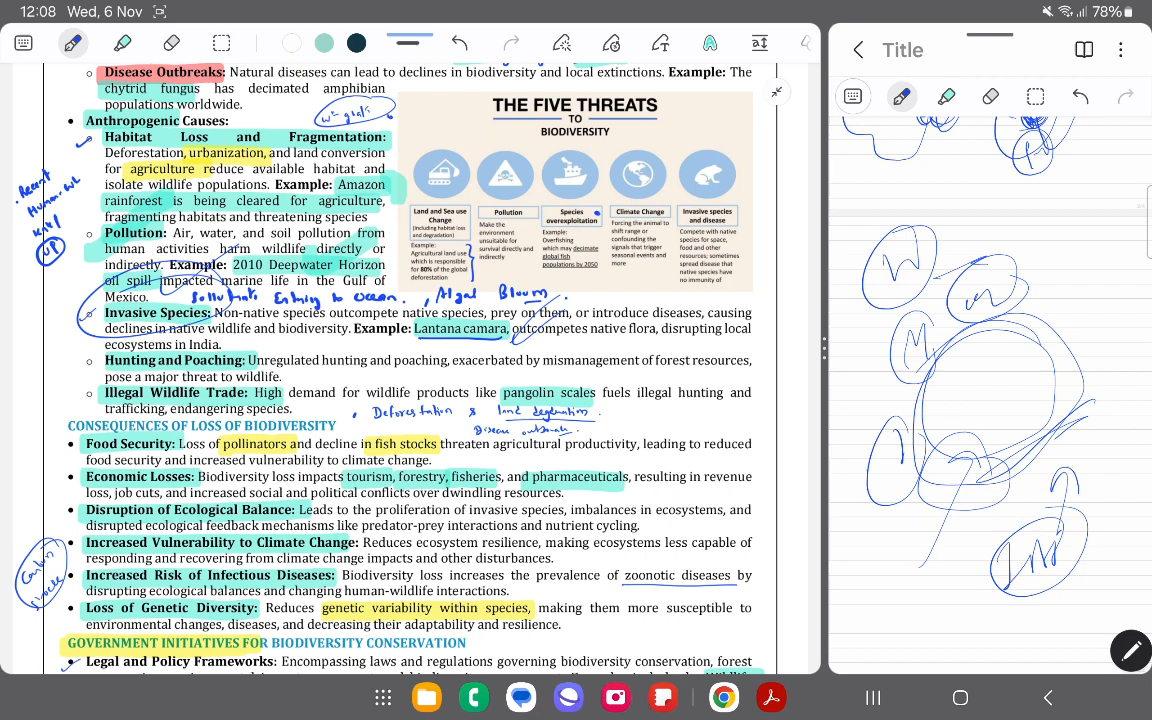 12:08 Wed, 6 Nov
78%
Title
Disease Outbreaks: Natural diseases can lead to declines in biodiversity and local extinctions. Example: The
chytrid fungus has decimated amphibian
populations worldwide.
• Anthropogenic Causes:
Habitat Loss and Fragmentation:
Deforestation, urbanization, and land conversion
for agriculture reduce available habitat and
isolate wildlife populations. Example: Amazon
rainforest is being cleared for agriculture,
fragmenting habitats and threatening species
Pollution: Air, water, and soil pollution from
human activities harm wildlife directly or
indirectly. Example: 2010 Deepwater Horizon
oil spill impacted marine life in the Gulf of
Mexico.
Recent
Human-WL
UP
THE FIVE THREATS
TO
BIODIVERSITY
Land and Sea use
Change
(Including habitat loss
and degradation)
Example:
Agricultural land use
which is responsible
for 80% of the global
deforestation
Pollution
Make the
environment
unsuitable for
survival directly and
indirectly
Species
overexploitation
Example:
Overfishing
which may decimate
global fish
populations by 2050
Climate Change
Forcing the animal to
shift range or
confounding the
signals that trigger
seasonal events and
more
Invasive species
and disease
Compete with native
species for space,
food and other
resources; sometimes
spread disease that
native species have
no immunity of
Pollutants Entering to Ocean. , Algal Bloom.
Invasive Species: Non-native species outcompete native species, prey on them, or introduce diseases, causing
declines in native wildlife and biodiversity. Example: Lantana camara, outcompetes native flora, disrupting local
ecosystems in India.
Hunting and Poaching: Unregulated hunting and poaching, exacerbated by mismanagement of forest resources,
pose a major threat to wildlife.
Illegal Wildlife Trade: High demand for wildlife products like pangolin scales fuels illegal hunting and
trafficking, endangering species.
Deforestation & land degradation.
Disease outbreak.
CONSEQUENCES OF LOSS OF BIODIVERSITY
• Food Security: Loss of pollinators and decline in fish stocks threaten agricultural productivity, leading to reduced
food security and increased vulnerability to climate change.
• Economic Losses: Biodiversity loss impacts tourism, forestry, fisheries, and pharmaceuticals, resulting in revenue
loss, job cuts, and increased social and political conflicts over dwindling resources.
• Disruption of Ecological Balance: Leads to the proliferation of invasive species, imbalances in ecosystems, and
disrupted ecological feedback mechanisms like predator-prey interactions and nutrient cycling.
• Increased Vulnerability to Climate Change: Reduces ecosystem resilience, making ecosystems less capable of
responding and recovering from climate change impacts and other disturbances.
Carbon
• Increased Risk of Infectious Diseases: Biodiversity loss increases the prevalence of zoonotic diseases by
disrupting ecological balances and changing human-wildlife interactions.
• Loss of Genetic Diversity: Reduces genetic variability within species, making them more susceptible to
environmental changes, diseases, and decreasing their adaptability and resilience.
GOVERNMENT INITIATIVES FOR BIODIVERSITY CONSERVATION
• Legal and Policy Frameworks: Encompassing laws and regulations governing biodiversity conservation, forest
W
M